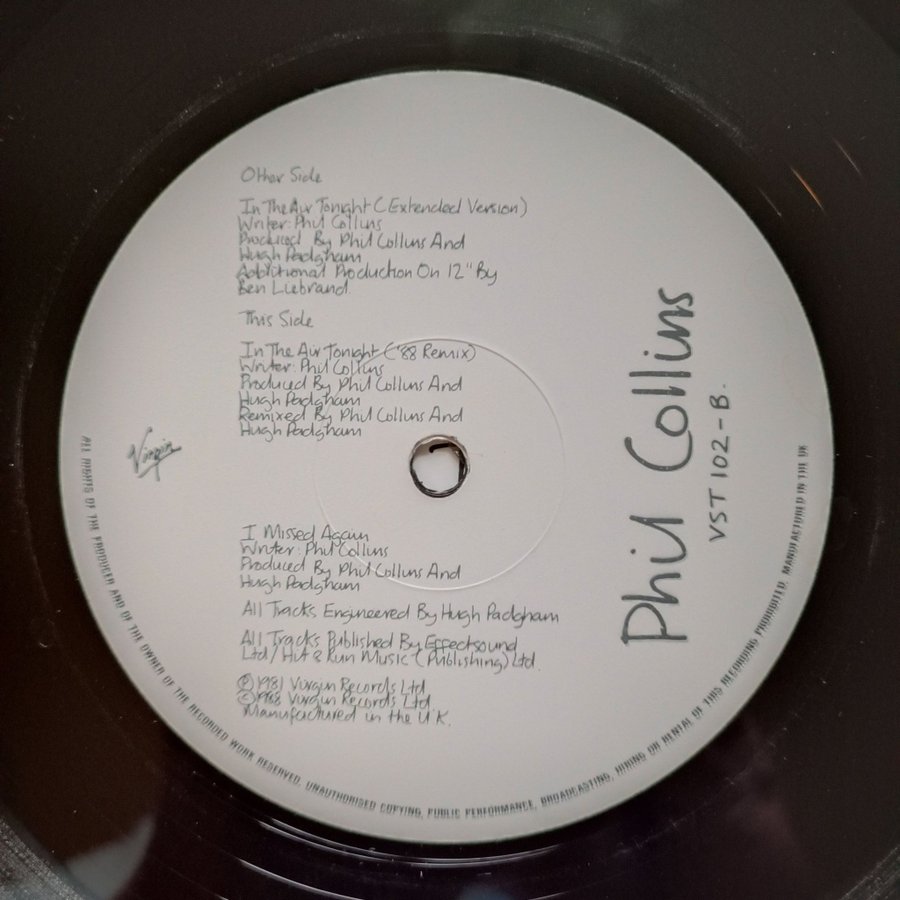 Other Side
In The Air Tonight (Extended Version)
Writer: Phil Collins
Produced By Phil Collins And
Hugh Padgham
Additional Production On 12" By
Ben Liebrand.
This Side
In The Air Tonight ('88 Remix)
Writer: Phil Collins
Produced By Phil Collins And
Hugh Padgham
Remixed By Phil Collins And
Hugh Padgham
I Missed Again
Writer: Phil Collins
Produced By Phil Collins And
Hugh Padgham
All Tracks Engineered By Hugh Padgham
All Tracks Published By Effectsound
Ltd/Hit & Run Music (Publishing) Ltd.
℗1981 Virgin Records Ltd
©1988 Virgin Records Ltd
Manufactured in the U.K.
Virgin
Phil Collins
VST 102-B.
ALL RIGHTS OF THE PRODUCER AND OF THE OWNER OF THE RECORDED WORK RESERVED. UNAUTHORISED COPYING, PUBLIC PERFORMANCE, BROADCASTING, HIRING OR RENTAL OF THIS RECORDING PROHIBITED. MANUFACTURED IN THE UK